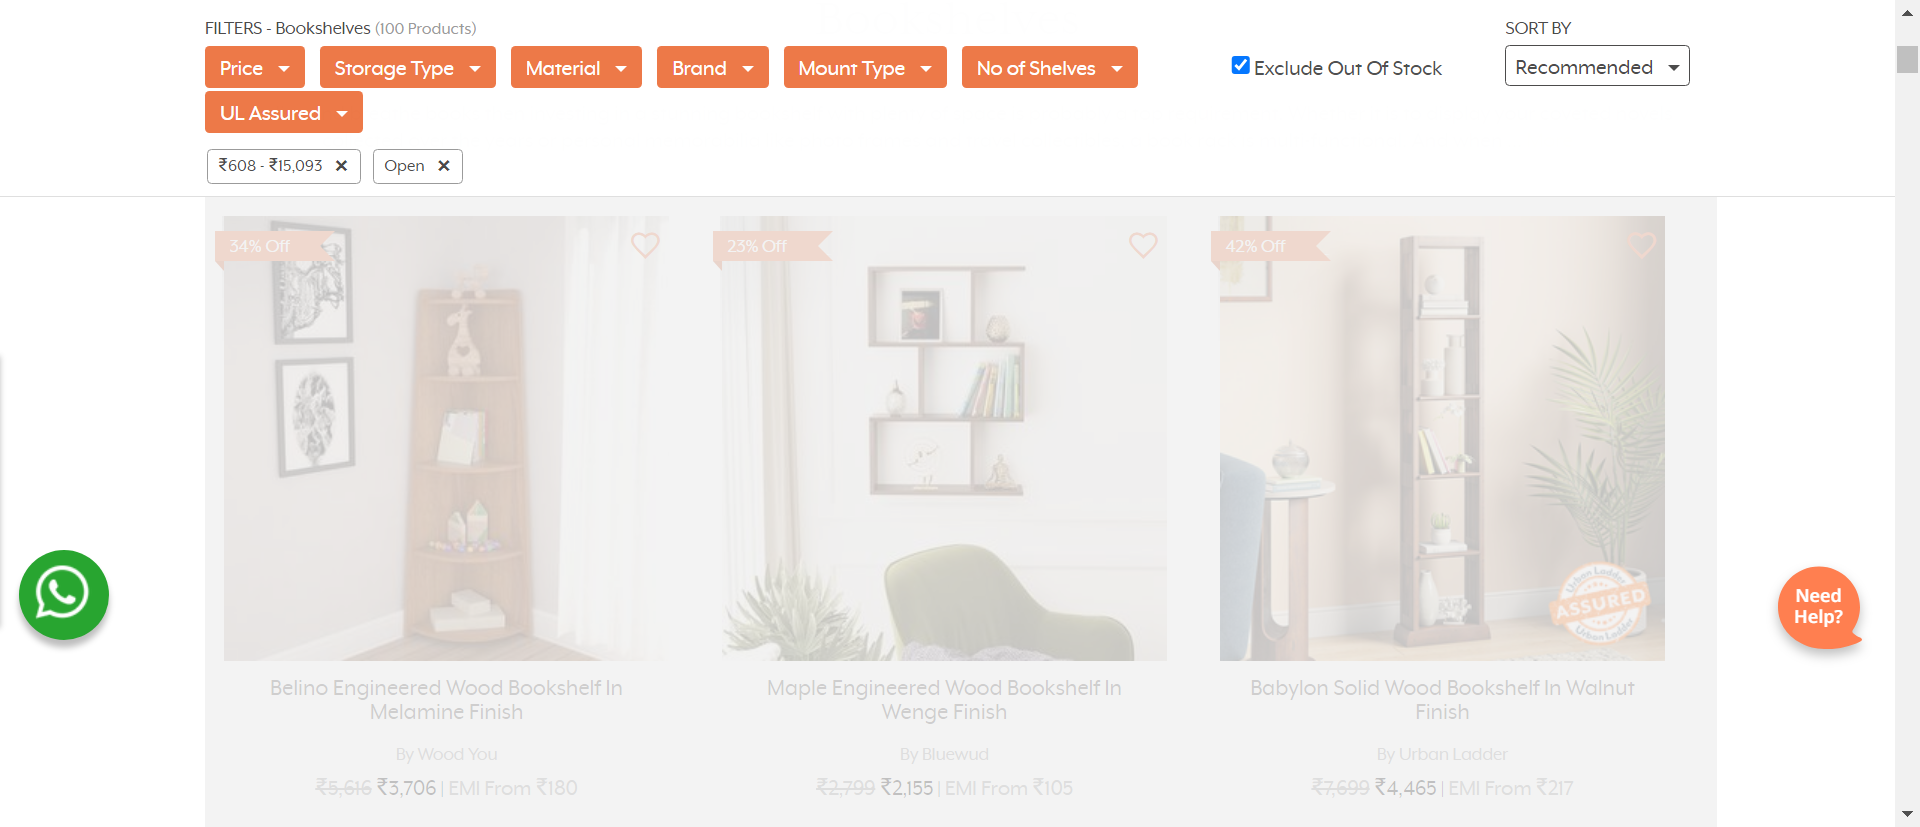 FILTERS - Bookshelves (100 Products)
SORT BY
Price
Storage Type
Material
Brand
Mount Type
No of Shelves
Exclude Out Of Stock
Recommended
UL Assured
₹608 - ₹15,093
Open
34% Off
23% Off
42% Off
Urban Ladder
ASSURED
Urban Ladder
Need
Help?
Belino Engineered Wood Bookshelf In
Melamine Finish
By Wood You
₹5,616 ₹3,706 | EMI From ₹180
Maple Engineered Wood Bookshelf In
Wenge Finish
By Bluewud
₹2,799 ₹2,155 | EMI From ₹105
Babylon Solid Wood Bookshelf In Walnut
Finish
By Urban Ladder
₹7,699 ₹4,465 | EMI From ₹217